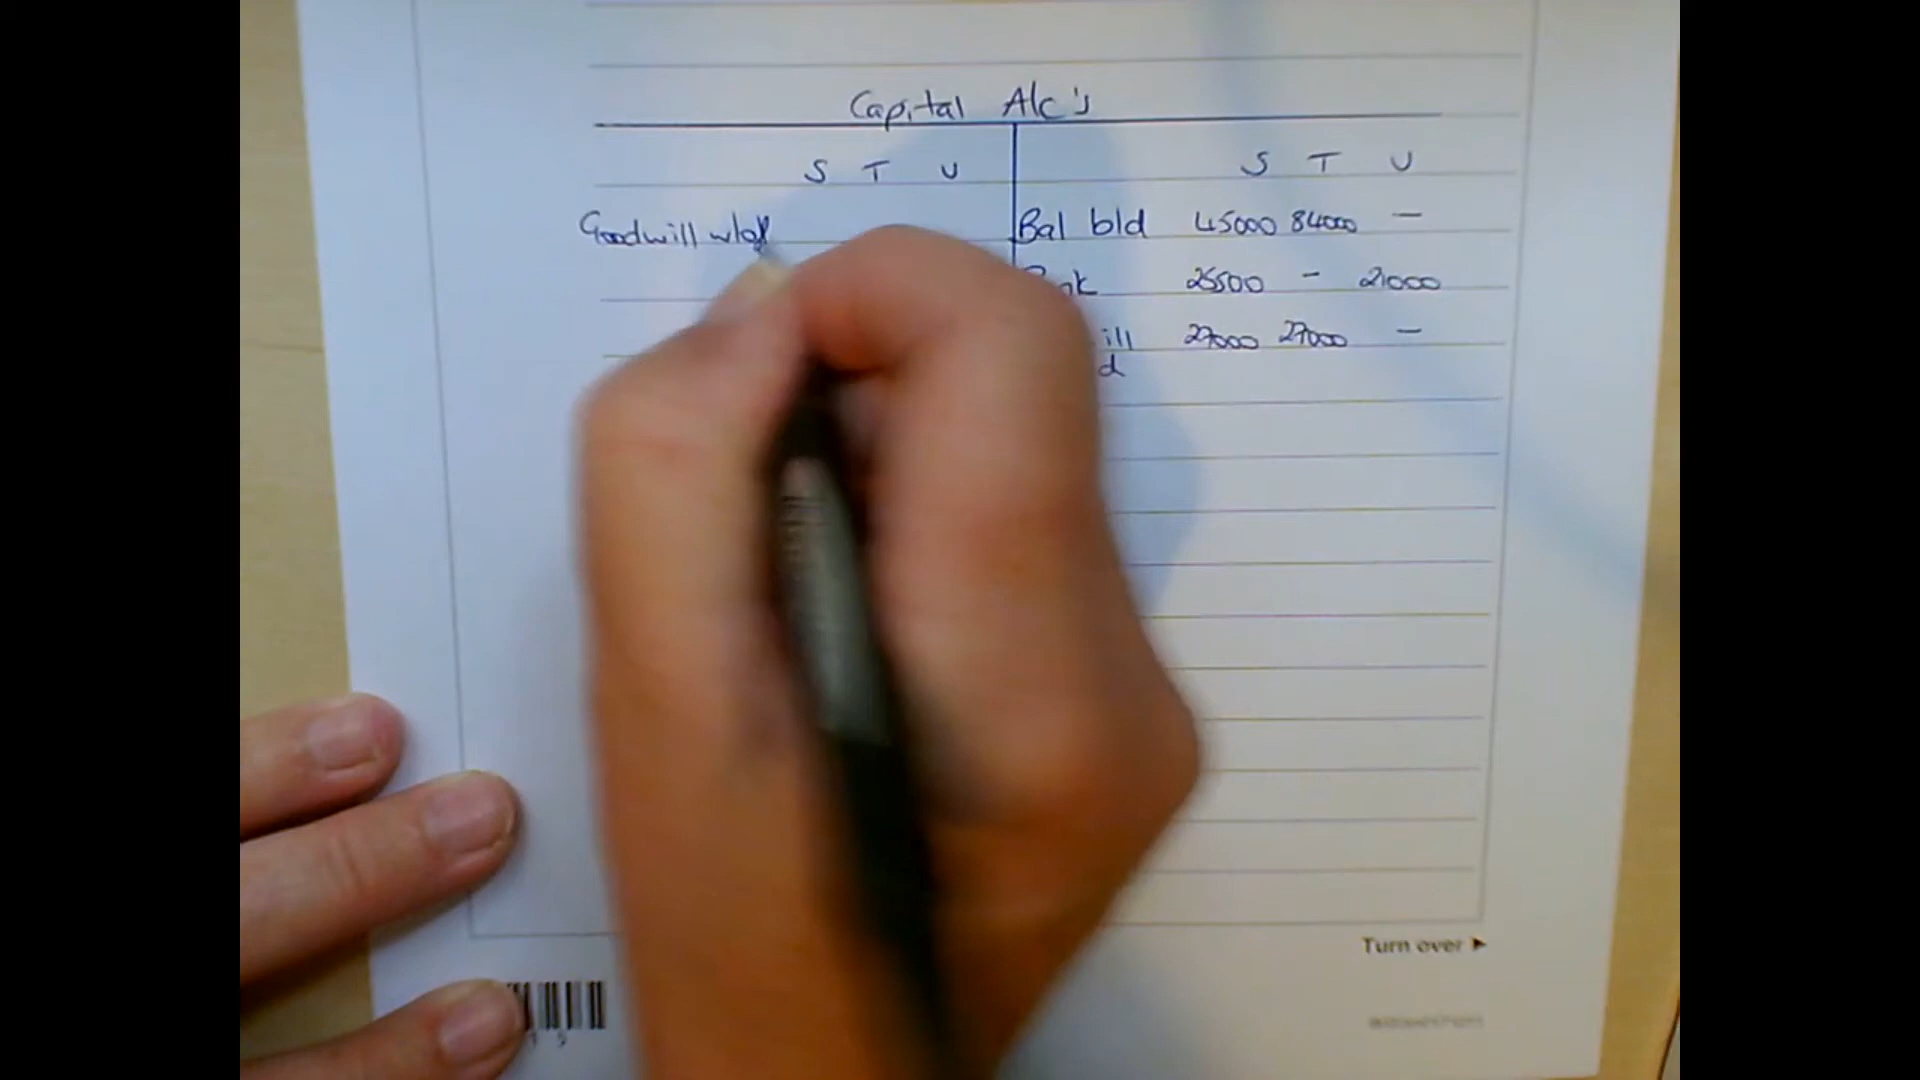 Capital A/c's
S T U S T U
Goodwill w/off Bal b/d 45000 84000 —
25500 - 21000
27000 27000 —
Turn over ►